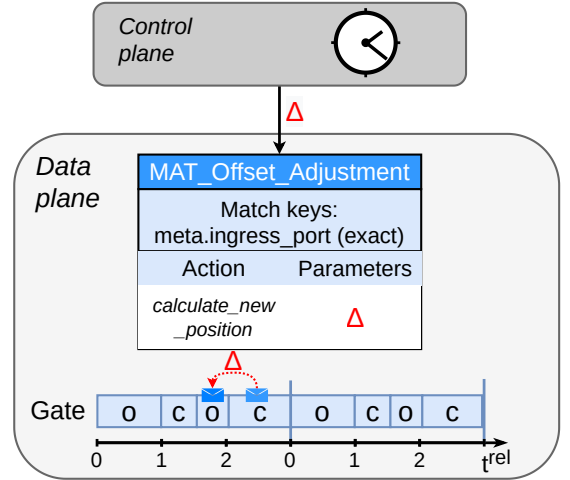 Control
plane
Δ
Data
plane
MAT_Offset_Adjustment
Match keys:
meta.ingress_port (exact)
Action Parameters
calculate_new
_position
Δ
Δ
Gate o c o c o c o c
0 1 2 0 1 2 t^rel